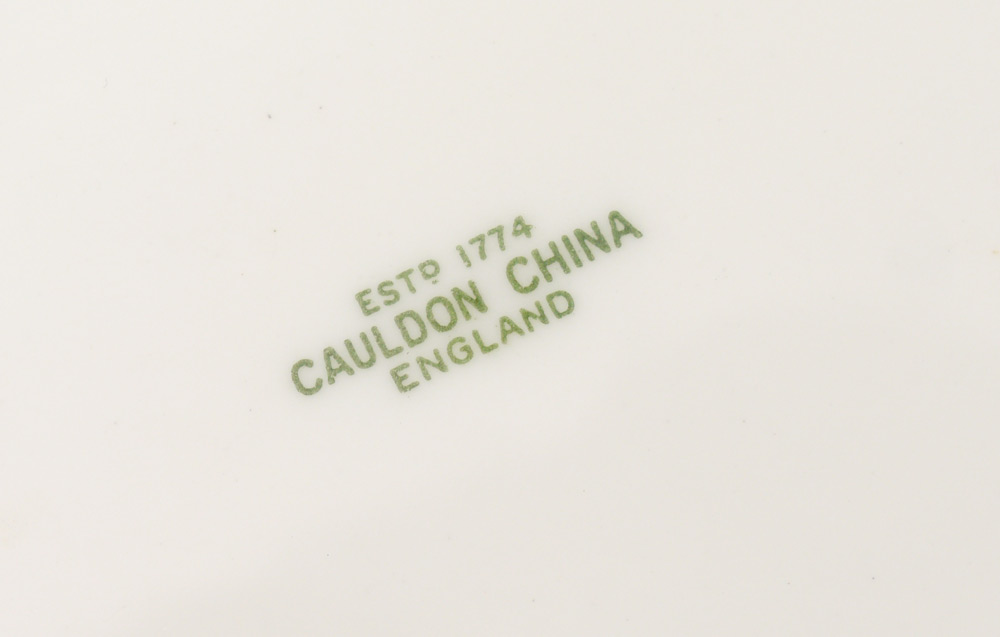 ESTD 1774
CAULDON CHINA
ENGLAND